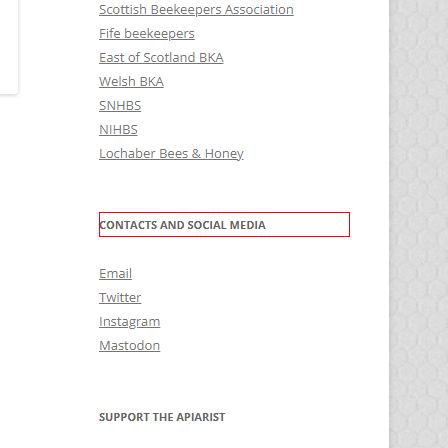 Scottish Beekeepers Association
Fife beekeepers
East of Scotland BKA
Welsh BKA
SNHBS
NIHBS
Lochaber Bees & Honey
CONTACTS AND SOCIAL MEDIA
Email
Twitter
Instagram
Mastodon
SUPPORT THE APIARIST